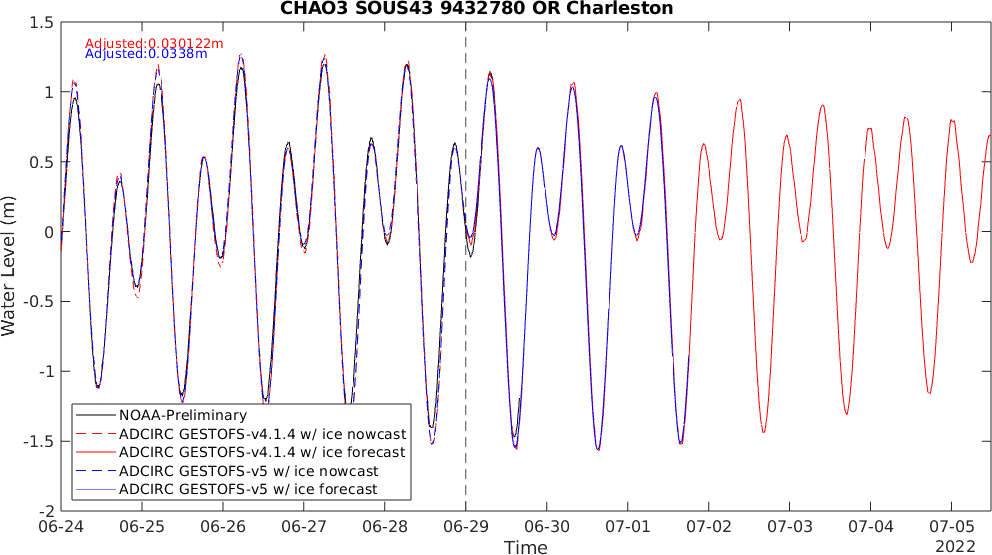 CHAO3 SOUS43 9432780 OR Charleston
Adjusted:0.030122m
Adjusted:0.0338m
1.5
1
0.5
0
-0.5
-1
-1.5
-2
Water Level (m)
NOAA-Preliminary
ADCIRC GESTOFS-v4.1.4 w/ ice nowcast
ADCIRC GESTOFS-v4.1.4 w/ ice forecast
ADCIRC GESTOFS-v5 w/ ice nowcast
ADCIRC GESTOFS-v5 w/ ice forecast
06-24 06-25 06-26 06-27 06-28 06-29 06-30 07-01 07-02 07-03 07-04 07-05
Time
2022